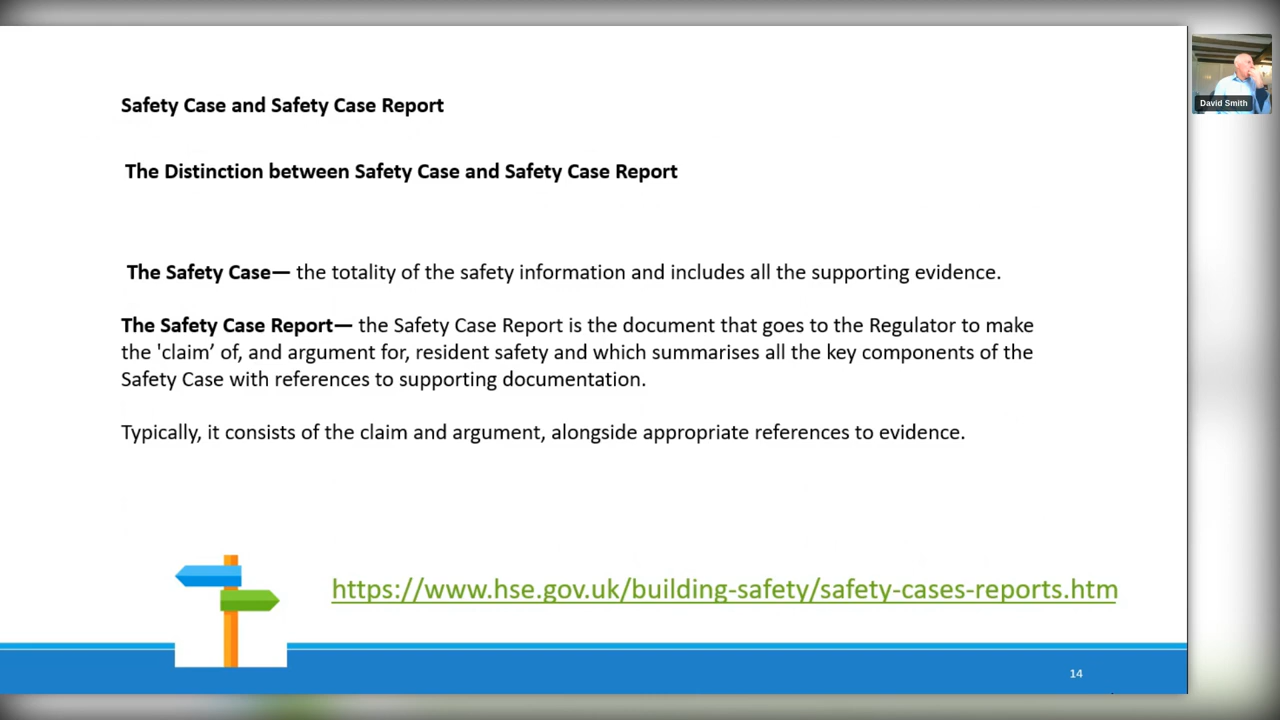 Safety Case and Safety Case Report
The Distinction between Safety Case and Safety Case Report
The Safety Case— the totality of the safety information and includes all the supporting evidence.
The Safety Case Report— the Safety Case Report is the document that goes to the Regulator to make
the 'claim’ of, and argument for, resident safety and which summarises all the key components of the
Safety Case with references to supporting documentation.
Typically, it consists of the claim and argument, alongside appropriate references to evidence.
https://www.hse.gov.uk/building-safety/safety-cases-reports.htm
14
David Smith